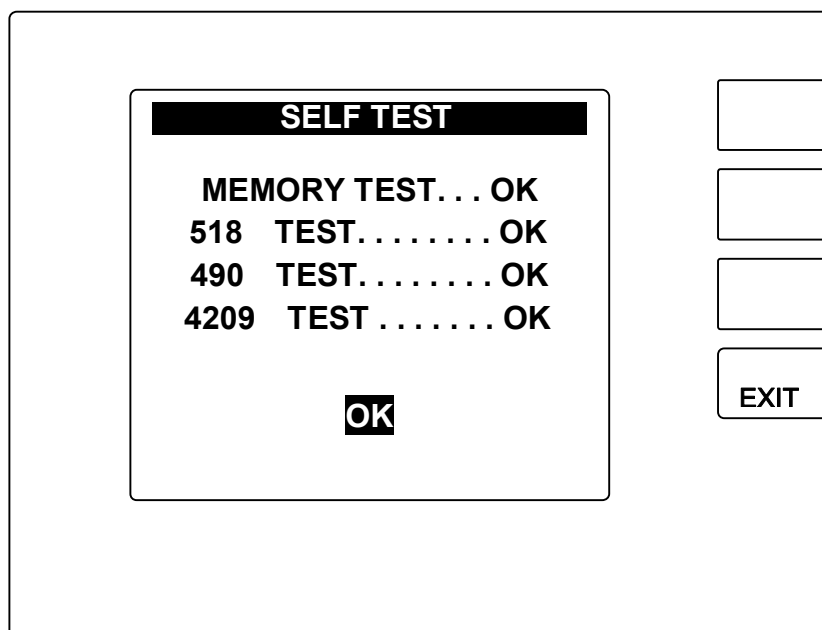 SELF TEST
MEMORY TEST. . . OK
518 TEST. . . . . . . . OK
490 TEST. . . . . . . . OK
4209 TEST . . . . . . . OK
OK
EXIT